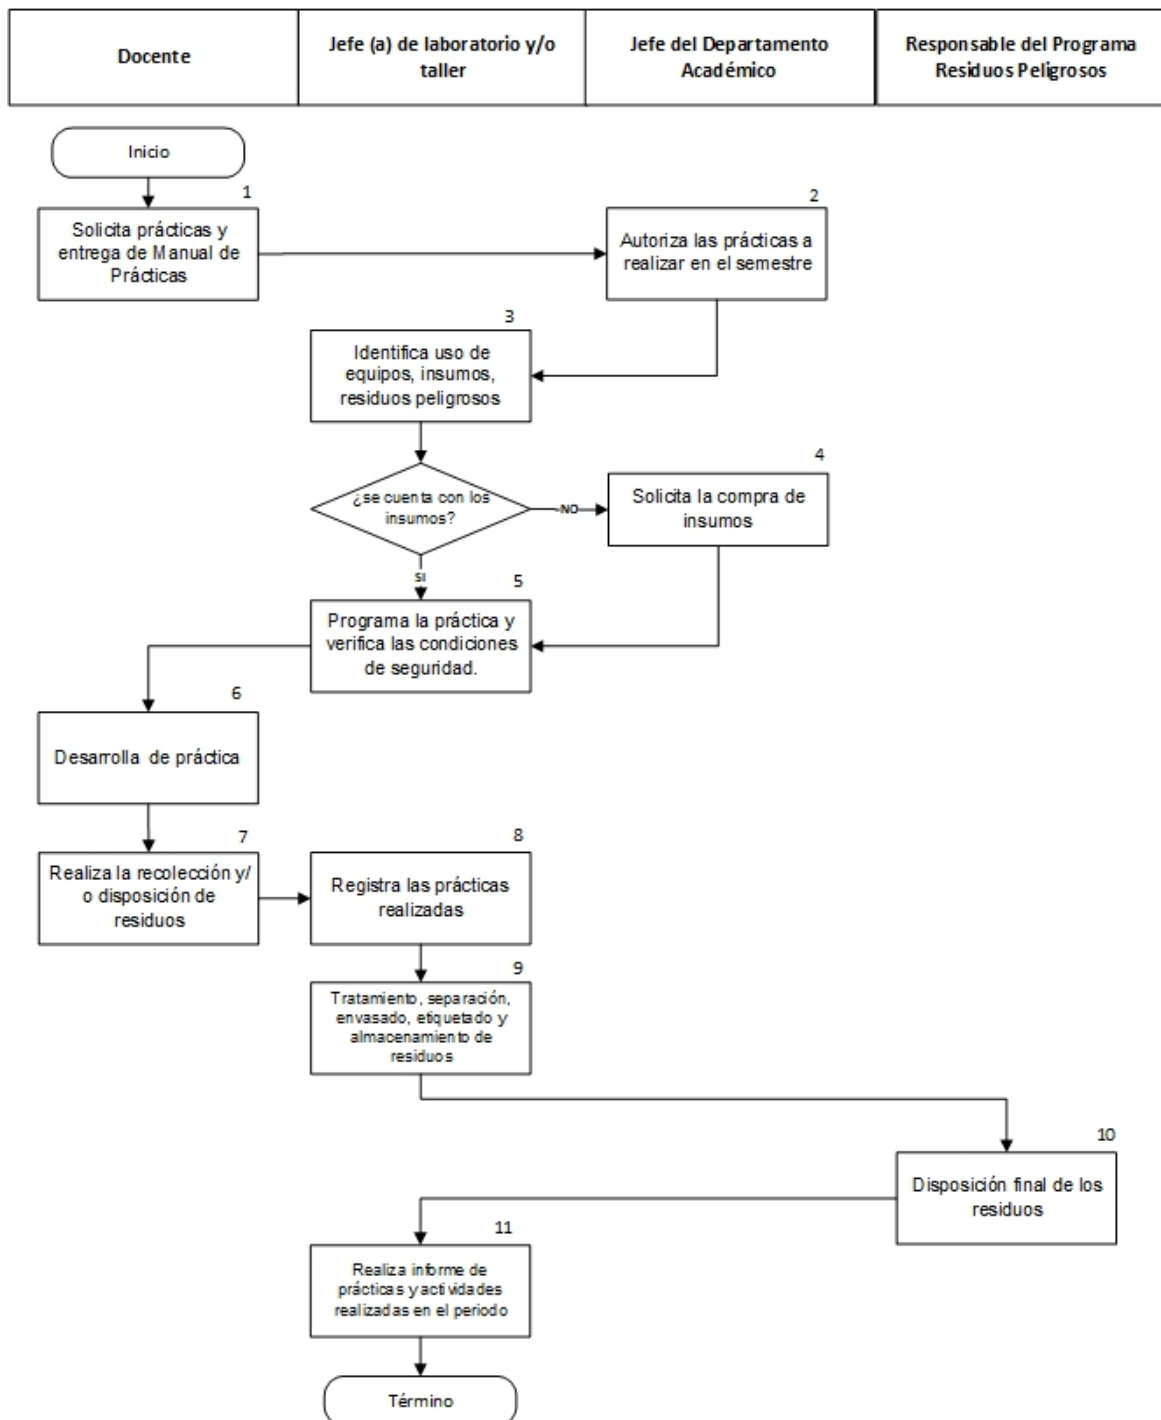 Docente
Jefe (a) de laboratorio y/o
taller
Jefe del Departamento
Académico
Responsable del Programa
Residuos Peligrosos
Inicio
1
Solicita prácticas y
entrega de Manual de
Prácticas
2
Autoriza las prácticas a
realizar en el semestre
3
Identifica uso de
equipos, insumos,
residuos peligrosos
¿se cuenta con los
insumos?
NO
4
Solicita la compra de
insumos
SI
5
Programa la práctica y
verifica las condiciones
de seguridad.
6
Desarrolla de práctica
7
Realiza la recolección y/
o disposición de
residuos
8
Registra las prácticas
realizadas
9
Tratamiento, separación,
envasado, etiquetado y
almacenamiento de
residuos
10
Disposición final de los
residuos
11
Realiza informe de
prácticas y actividades
realizadas en el periodo
Término